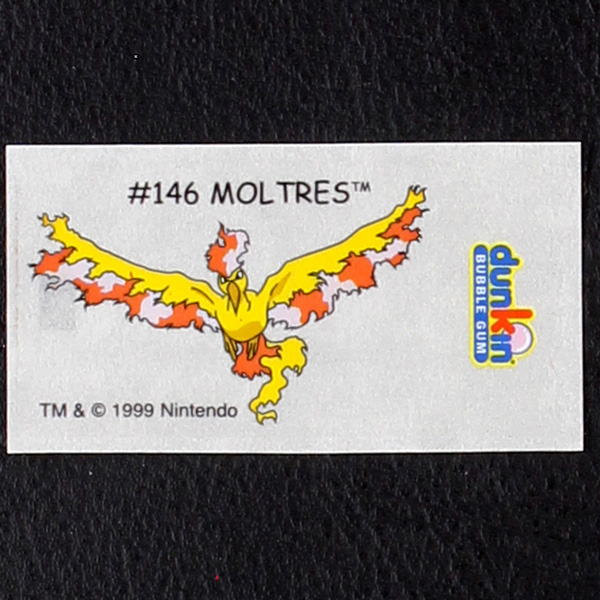 #146 MOLTRES™
dunkin
BUBBLE GUM
TM & © 1999 Nintendo